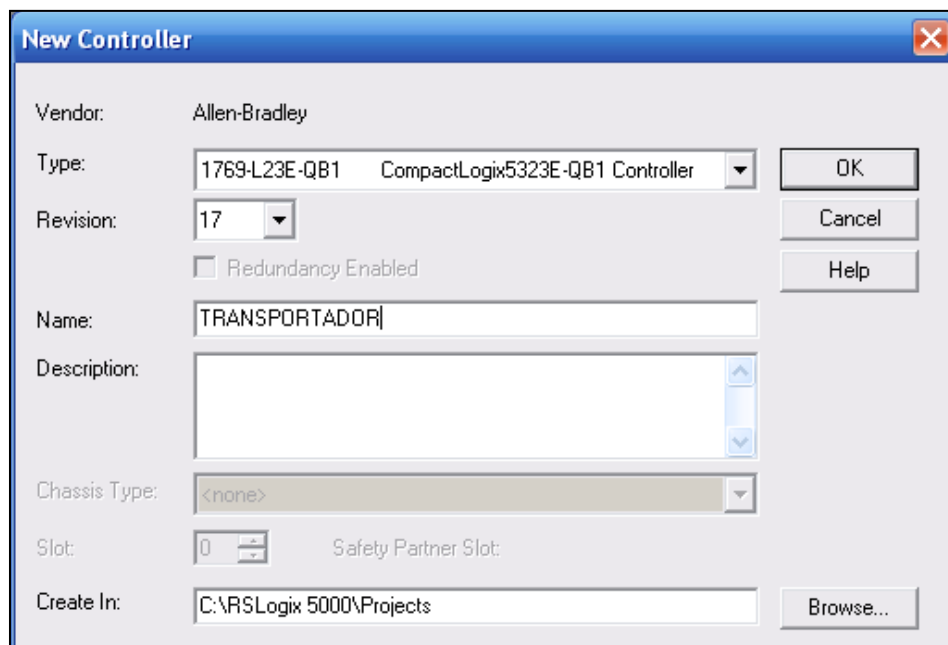 New Controller
Vendor: Allen-Bradley
Type: 1769-L23E-QB1 CompactLogix5323E-QB1 Controller OK
Revision: 17 Cancel
Redundancy Enabled Help
Name: TRANSPORTADOR
Description:
Chassis Type: <none>
Slot: 0 Safety Partner Slot:
Create In: C:\RSLogix 5000\Projects Browse...